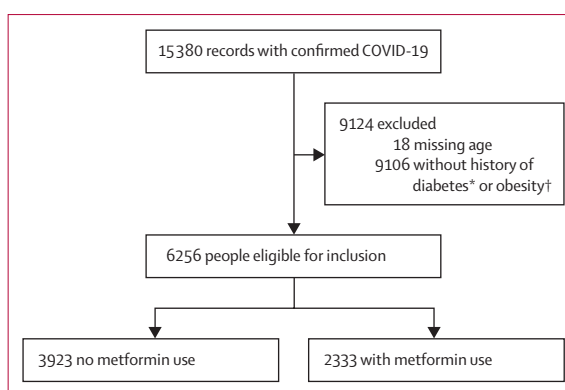 15380 records with confirmed COVID-19
9124 excluded
18 missing age
9106 without history of
diabetes* or obesity†
6256 people eligible for inclusion
3923 no metformin use
2333 with metformin use